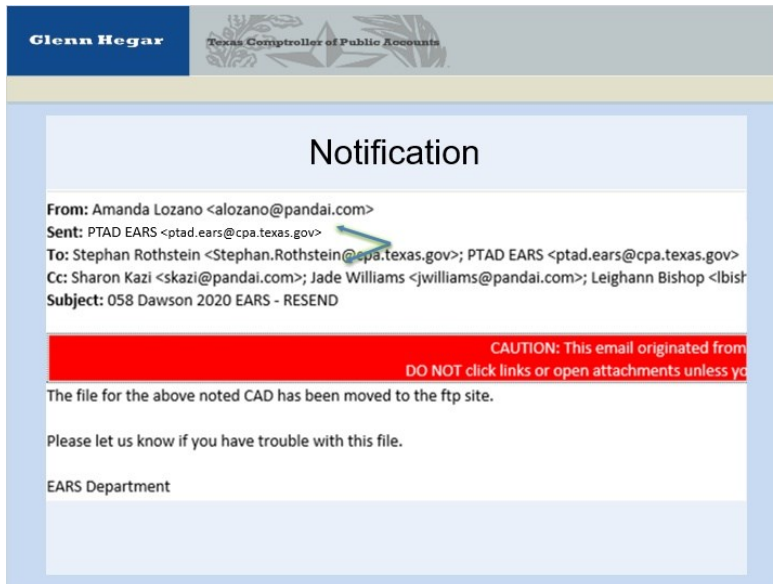 Glenn Hegar
Texas Comptroller of Public Accounts
Notification
From: Amanda Lozano <alozano@pandai.com>
Sent: PTAD EARS <ptad.ears@cpa.texas.gov>
To: Stephan Rothstein <Stephan.Rothstein@cpa.texas.gov>; PTAD EARS <ptad.ears@cpa.texas.gov>
Cc: Sharon Kazi <skazi@pandai.com>; Jade Williams <jwilliams@pandai.com>; Leighann Bishop <lbish
Subject: 058 Dawson 2020 EARS - RESEND
CAUTION: This email originated from
DO NOT click links or open attachments unless yo
The file for the above noted CAD has been moved to the ftp site.
Please let us know if you have trouble with this file.
EARS Department